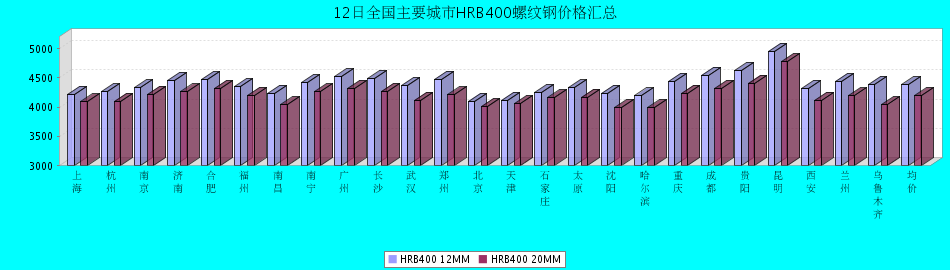 12日全国主要城市HRB400螺纹钢价格汇总
5000
4500
4000
3500
3000
上海
杭州
南京
济南
合肥
福州
南昌
南宁
广州
长沙
武汉
郑州
北京
天津
石家庄
太原
沈阳
哈尔滨
重庆
成都
贵阳
昆明
西安
兰州
乌鲁木齐
均价
HRB400 12MM
HRB400 20MM